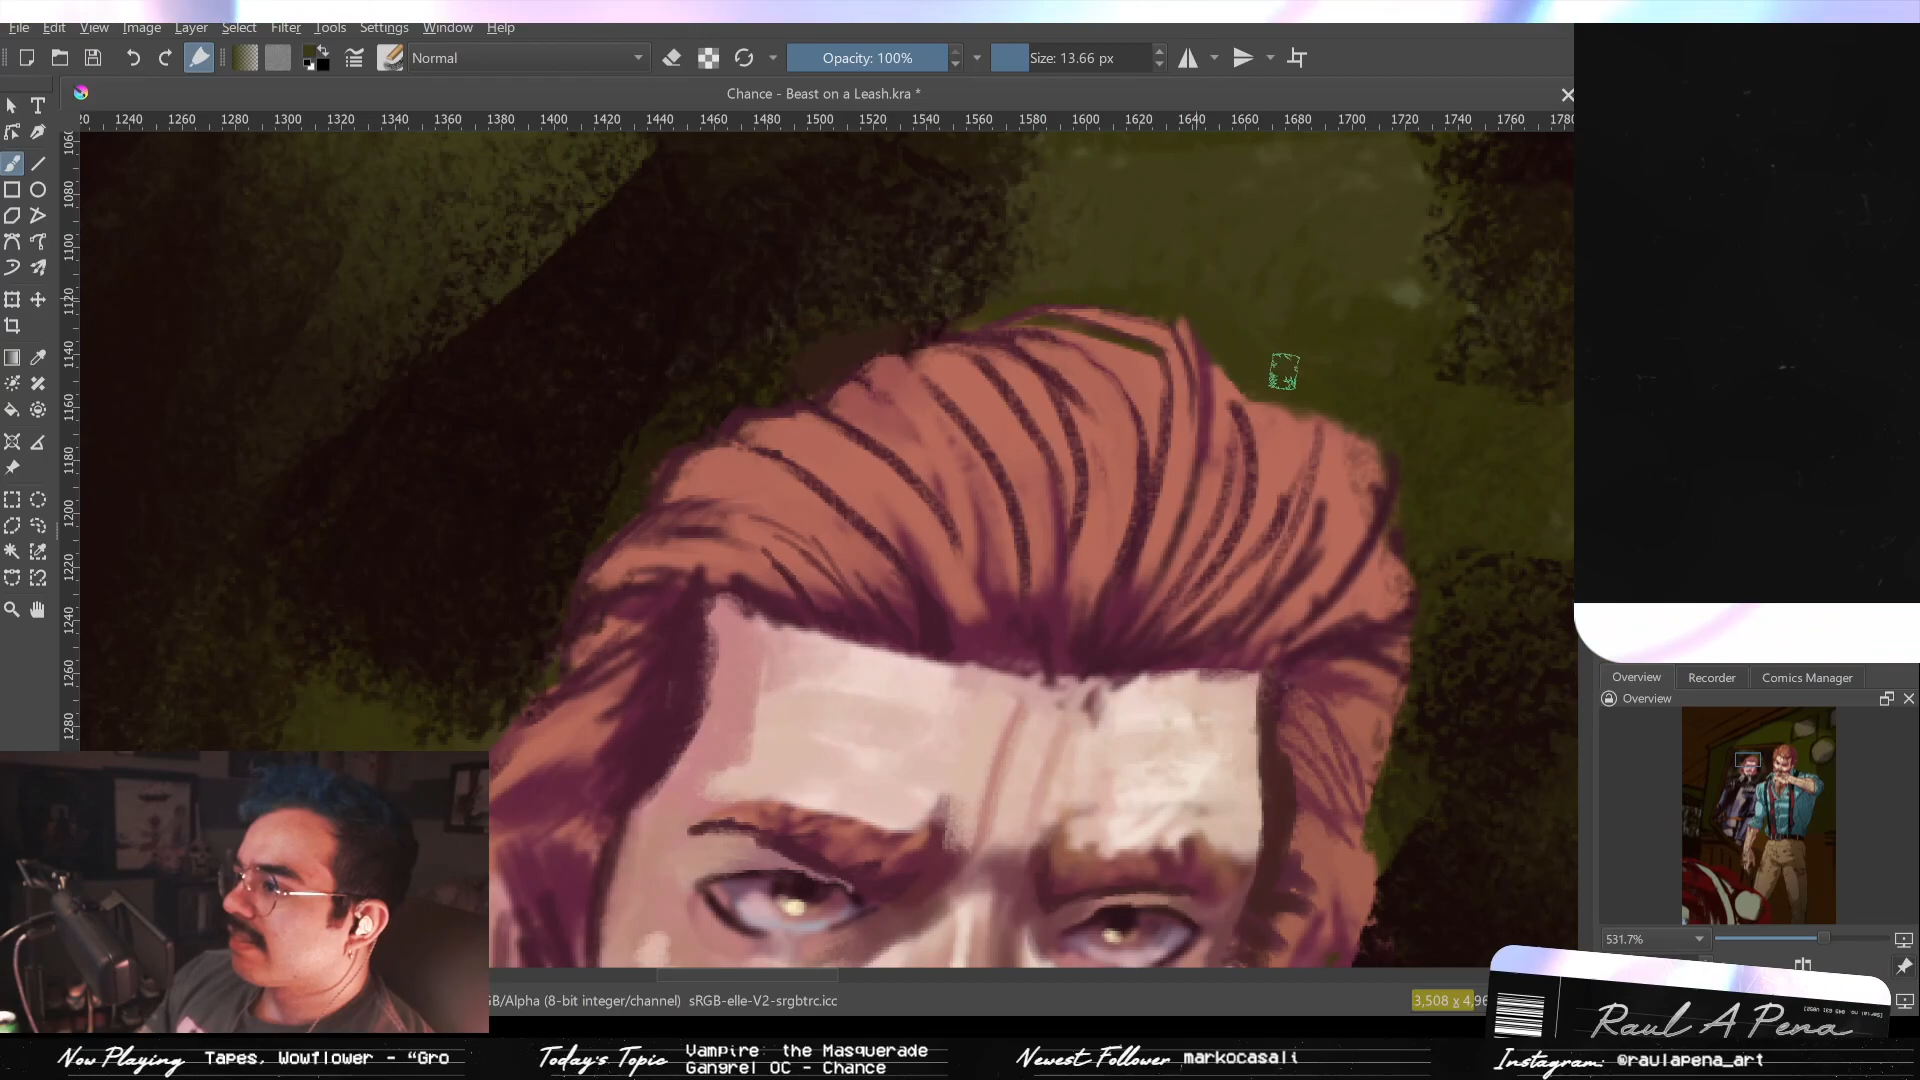 File Edit View Image Layer Select Filter Tools Settings Window Help
Normal
Opacity: 100%
Size: 13.66 px
Chance - Beast on a Leash.kra *
20 1240 1260 1280 1300 1320 1340 1360 1380 1400 1420 1440 1460 1480 1500 1520 1540 1560 1580 1600 1620 1640 1660 1680 1700 1720 1740 1760 1780
1060
1080
1100
1120
1140
1160
1180
1200
1220
1240
1260
1280
Overview Recorder Comics Manager
Overview
531.7%
GB/Alpha (8-bit integer/channel) sRGB-elle-V2-srgbtrc.icc
3,508 x 4,96
Raul A Pena
Now Playing Tapes, Wowflower - "Gro
Today's Topic Vampire: the Masquerade
Gangrel OC - Chance
Newest Follower markocasali
Instagram: @raulapena_art